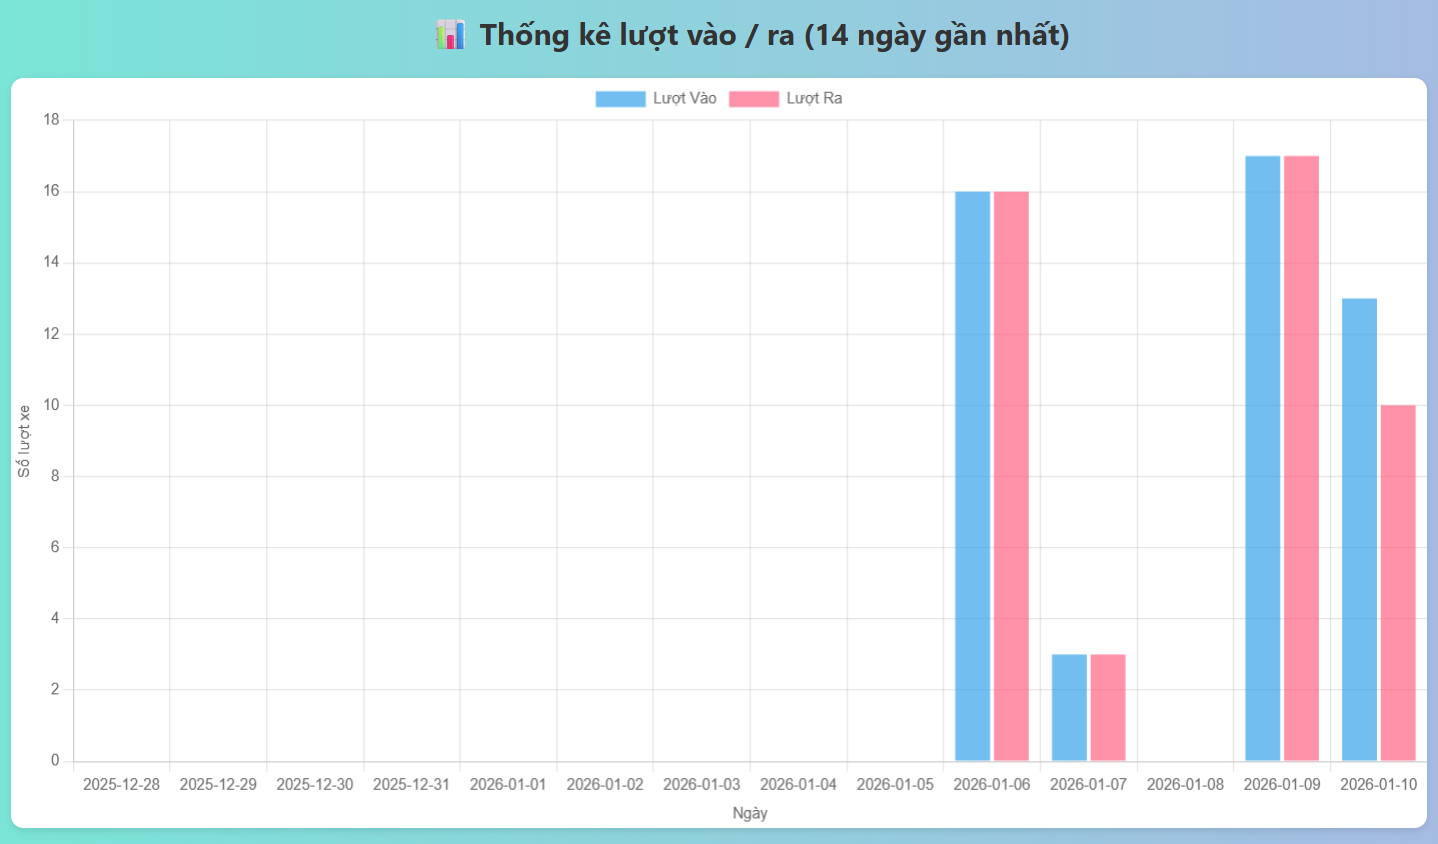 📊 Thống kê lượt vào / ra (14 ngày gần nhất)
Lượt Vào Lượt Ra
18
16
14
12
10
8
6
4
2
0
Số lượt xe
2025-12-28 2025-12-29 2025-12-30 2025-12-31 2026-01-01 2026-01-02 2026-01-03 2026-01-04 2026-01-05 2026-01-06 2026-01-07 2026-01-08 2026-01-09 2026-01-10
Ngày